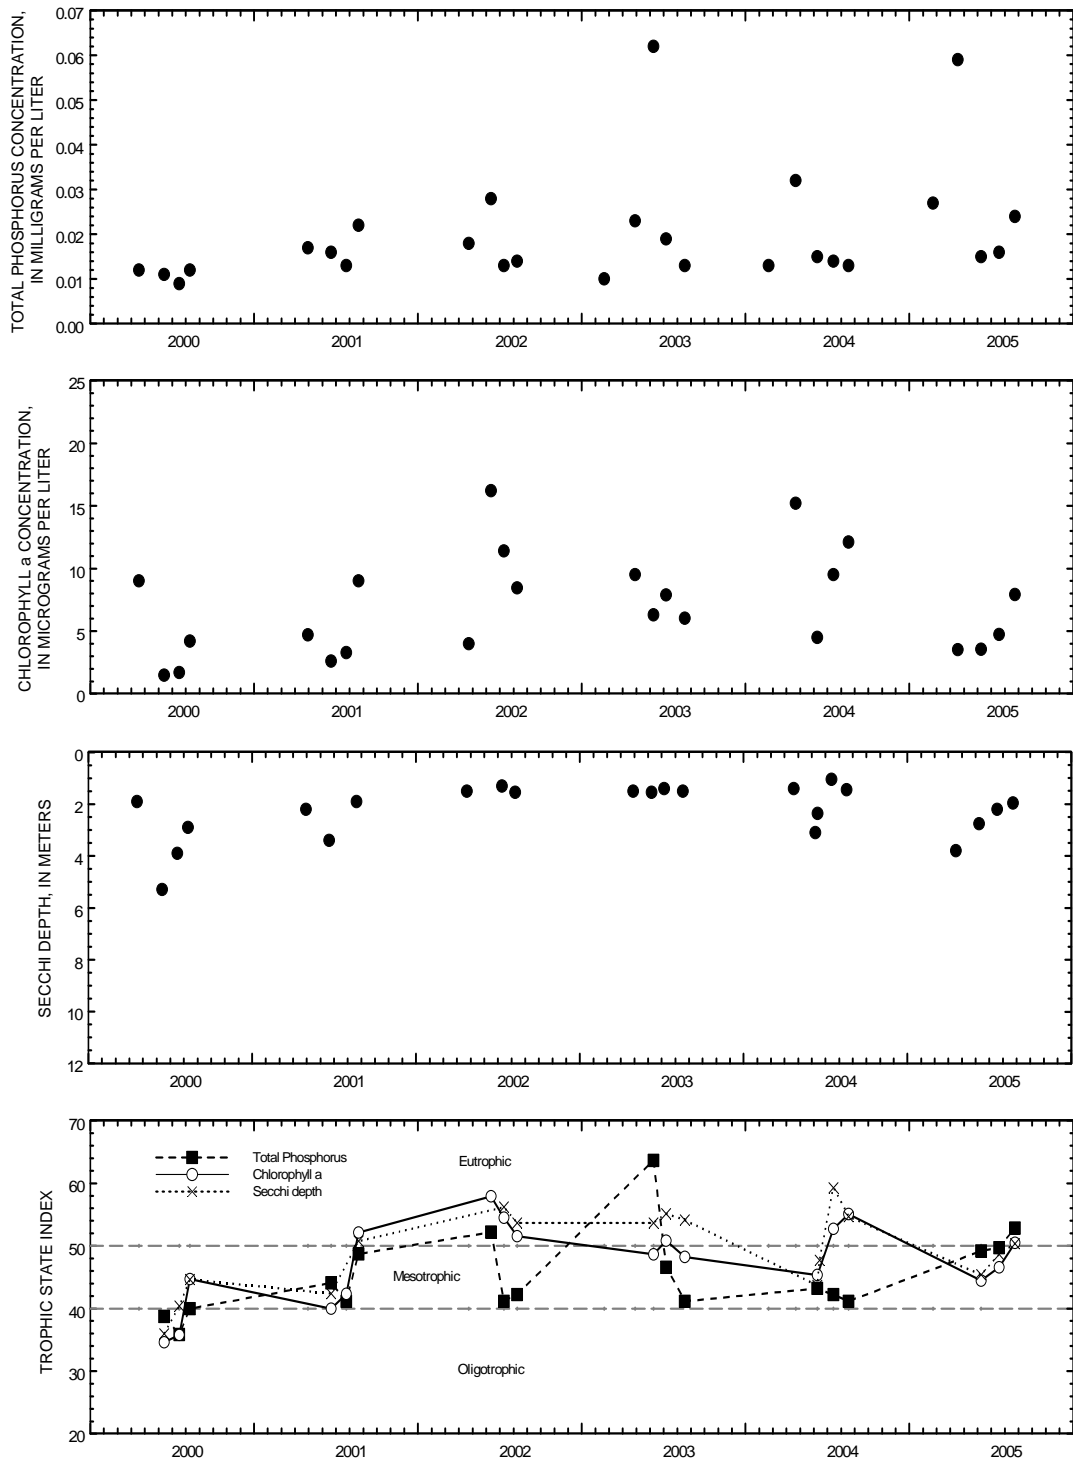 TOTAL PHOSPHORUS CONCENTRATION,
IN MILLIGRAMS PER LITER
0.07
0.06
0.05
0.04
0.03
0.02
0.01
0.00
2000 2001 2002 2003 2004 2005
CHLOROPHYLL a CONCENTRATION,
IN MICROGRAMS PER LITER
25
20
15
10
5
0
2000 2001 2002 2003 2004 2005
SECCHI DEPTH, IN METERS
0
2
4
6
8
10
12
2000 2001 2002 2003 2004 2005
TROPHIC STATE INDEX
70
60
50
40
30
20
Total Phosphorus
Chlorophyll a
Secchi depth
Eutrophic
Mesotrophic
Oligotrophic
2000 2001 2002 2003 2004 2005